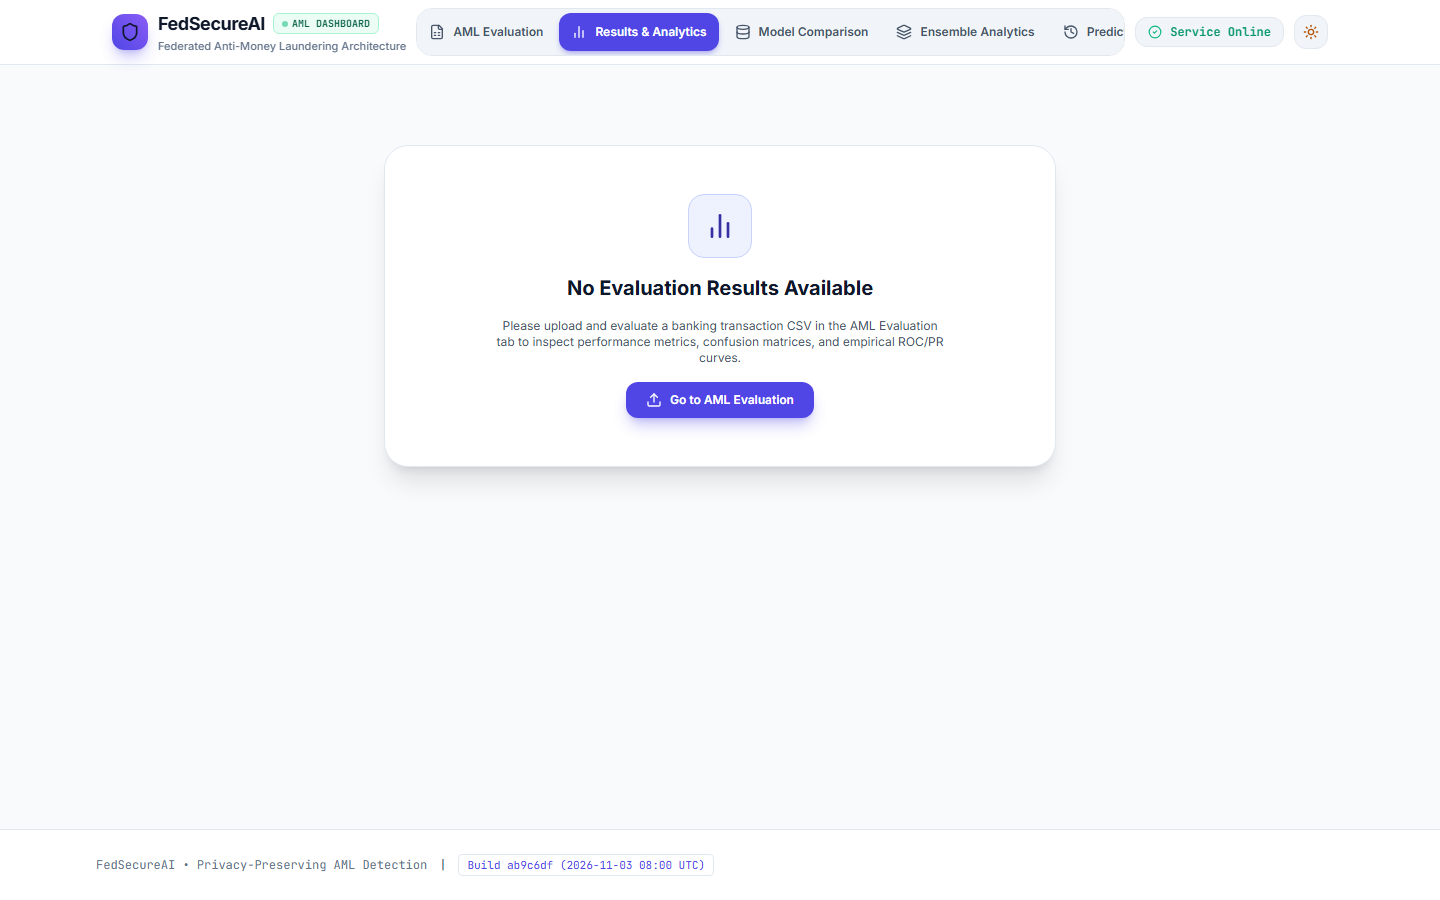 FedSecureAI
AML DASHBOARD
Federated Anti-Money Laundering Architecture
AML Evaluation
Results & Analytics
Model Comparison
Ensemble Analytics
Predic
Service Online
No Evaluation Results Available
Please upload and evaluate a banking transaction CSV in the AML Evaluation
tab to inspect performance metrics, confusion matrices, and empirical ROC/PR
curves.
Go to AML Evaluation
FedSecureAI • Privacy-Preserving AML Detection | Build ab9c6df (2026-11-03 08:00 UTC)